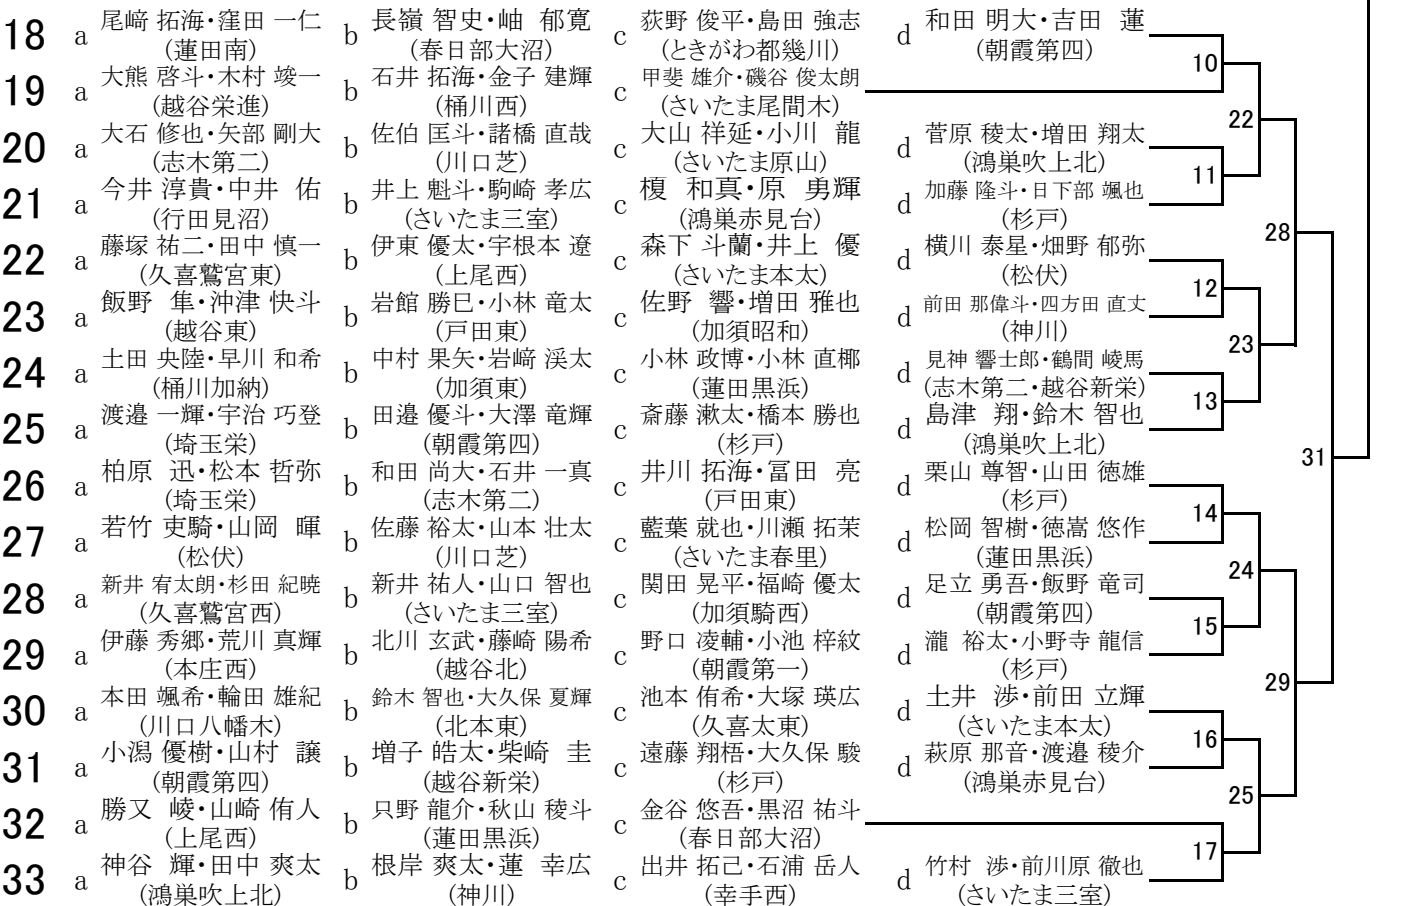 18 a 尾﨑 拓海・窪田 一仁 b 長嶺 智史・岫 郁寛 c 荻野 俊平・島田 強志 d 和田 明大・吉田 蓮
(蓮田南) (春日部大沼) (ときがわ都幾川) (朝霞第四)
10
19 a 大熊 啓斗・木村 竣一 b 石井 拓海・金子 建輝 c 甲斐 雄介・磯谷 俊太朗
(越谷栄進) (桶川西) (さいたま尾間木)
22
20 a 大石 修也・矢部 剛大 b 佐伯 匡斗・諸橋 直哉 c 大山 祥延・小川 龍 d 菅原 稜太・増田 翔太
(志木第二) (川口芝) (さいたま原山) (鴻巣吹上北)
11
21 a 今井 淳貴・中井 佑 b 井上 魁斗・駒崎 孝広 c 榎 和真・原 勇輝 d 加藤 隆斗・日下部 颯也
(行田見沼) (さいたま三室) (鴻巣赤見台) (杉戸)
28
22 a 藤塚 祐二・田中 慎一 b 伊東 優太・宇根本 遼 c 森下 斗蘭・井上 優 d 横川 泰星・畑野 郁弥
(久喜鷲宮東) (上尾西) (さいたま本太) (松伏)
12
23 a 飯野 隼・沖津 快斗 b 岩館 勝巳・小林 竜太 c 佐野 響・増田 雅也 d 前田 那偉斗・四方田 直丈
(越谷東) (戸田東) (加須昭和) (神川)
23
24 a 土田 央陸・早川 和希 b 中村 果矢・岩﨑 渓太 c 小林 政博・小林 直椰 d 見神 響士郎・鶴間 崚馬
(桶川加納) (加須東) (蓮田黒浜) (志木第二・越谷新栄)
13
25 a 渡邉 一輝・宇治 巧登 b 田邉 優斗・大澤 竜輝 c 斎藤 漱太・橋本 勝也 d 島津 翔・鈴木 智也
(埼玉栄) (朝霞第四) (杉戸) (鴻巣吹上北)
31
26 a 柏原 迅・松本 哲弥 b 和田 尚大・石井 一真 c 井川 拓海・冨田 亮 d 栗山 尊智・山田 徳雄
(埼玉栄) (志木第二) (戸田東) (杉戸)
14
27 a 若竹 吏騎・山岡 暉 b 佐藤 裕太・山本 壮太 c 藍葉 就也・川瀬 拓茉 d 松岡 智樹・徳嵩 悠作
(松伏) (川口芝) (さいたま春里) (蓮田黒浜)
24
28 a 新井 宥太朗・杉田 紀暁 b 新井 祐人・山口 智也 c 関田 晃平・福崎 優太 d 足立 勇吾・飯野 竜司
(久喜鷲宮西) (さいたま三室) (加須騎西) (朝霞第四)
15
29 a 伊藤 秀郷・荒川 真輝 b 北川 玄武・藤崎 陽希 c 野口 凌輔・小池 梓紋 d 瀧 裕太・小野寺 龍信
(本庄西) (越谷北) (朝霞第一) (杉戸)
29
30 a 本田 颯希・輪田 雄紀 b 鈴木 智也・大久保 夏輝 c 池本 侑希・大塚 瑛広 d 土井 渉・前田 立輝
(川口八幡木) (北本東) (久喜太東) (さいたま本太)
16
31 a 小潟 優樹・山村 譲 b 増子 皓太・柴崎 圭 c 遠藤 翔梧・大久保 駿 d 萩原 那音・渡邉 稜介
(朝霞第四) (越谷新栄) (杉戸) (鴻巣赤見台)
25
32 a 勝又 崚・山崎 侑人 b 只野 龍介・秋山 稜斗 c 金谷 悠吾・黒沼 祐斗
(上尾西) (蓮田黒浜) (春日部大沼)
17
33 a 神谷 輝・田中 爽太 b 根岸 爽太・蓮 幸広 c 出井 拓己・石浦 岳人 d 竹村 渉・前川原 徹也
(鴻巣吹上北) (神川) (幸手西) (さいたま三室)